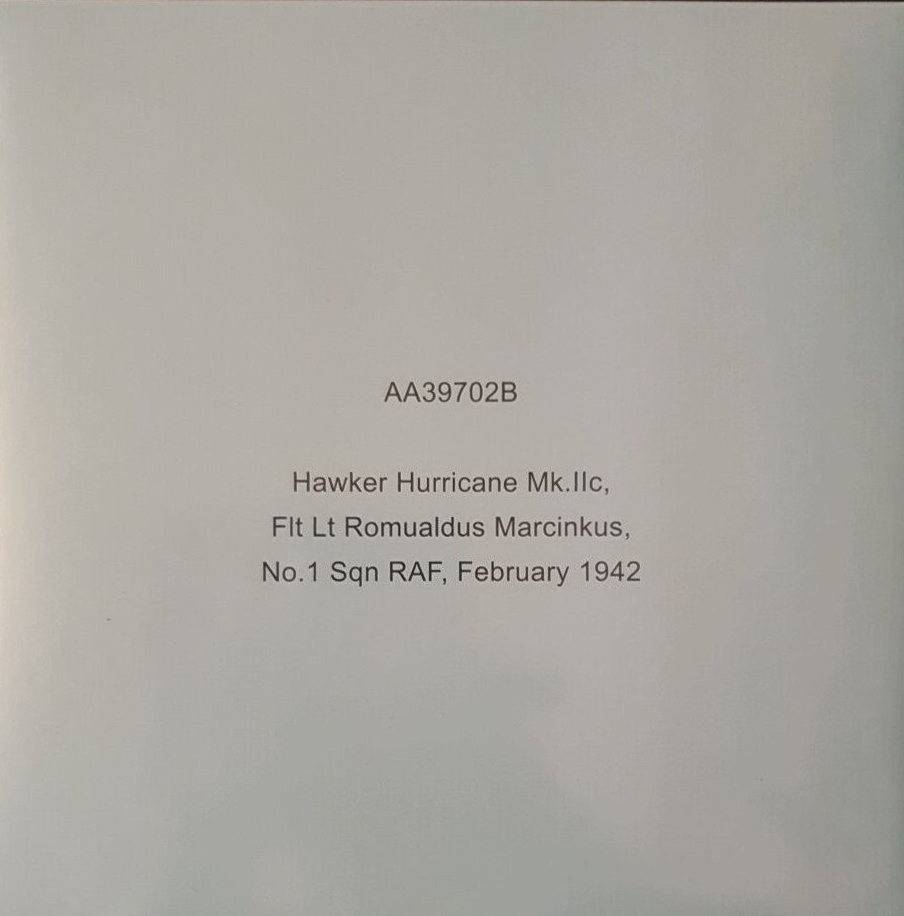 AA39702B
Hawker Hurricane Mk.IIc,
Flt Lt Romualdus Marcinkus,
No.1 Sqn RAF, February 1942